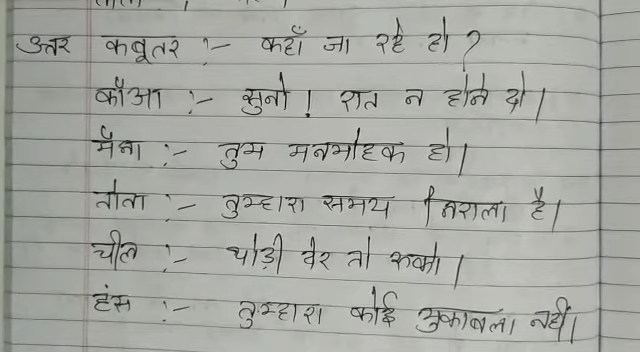 उत्तर कबूतर :- कहाँ जा रहे हो ?
कौआ :- सुनो ! रात न होने दो |
मैना :- तुम मनमोहक हो |
तोता :- तुम्हारा समय निराला है |
चील :- थोड़ी देर तो रुको |
हंस :- तुम्हारा कोई मुकाबला नहीं |